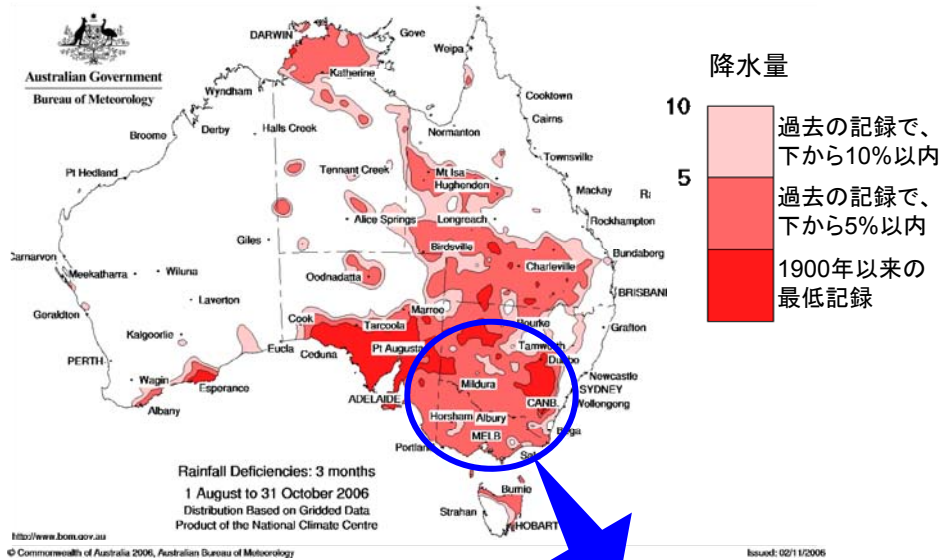 Australian Government
Bureau of Meteorology
DARWIN
Gove
Weipa
Katherine
Wyndham
Cooktown
Cairns
Derby
Broome
Halls Creek
Normanton
Townsville
Pt Hedland
Tennant Creek
Mt Isa
Hughenden
Mackay
Alice Springs
Longreach
Rockhampton
Giles
Birdsville
Bundaberg
Carnarvon
Meekatharra
Wiluna
Oodnadatta
Charleville
BRISBAN
Laverton
Marree
Geraldton
Cook
Tarcoola
Bourke
Grafton
Kalgoorlie
Eucla
Ceduna
Pt Augusta
Tamworth
Dubbo
PERTH
Newcastle
Wagin
Esperance
Mildura
SYDNEY
Albany
ADELAIDE
CANB.
Wollongong
Horsham
Albury
Bega
MELB
Portland
Burnie
Strahan
HOBART
Rainfall Deficiencies: 3 months
1 August to 31 October 2006
Distribution Based on Gridded Data
Product of the National Climate Centre
http://www.bom.gov.au
© Commonwealth of Australia 2006, Australian Bureau of Meteorology
Issued: 02/11/2006
降水量
10
過去の記録で、
下から10%以内
5
過去の記録で、
下から5%以内
1900年以来の
最低記録